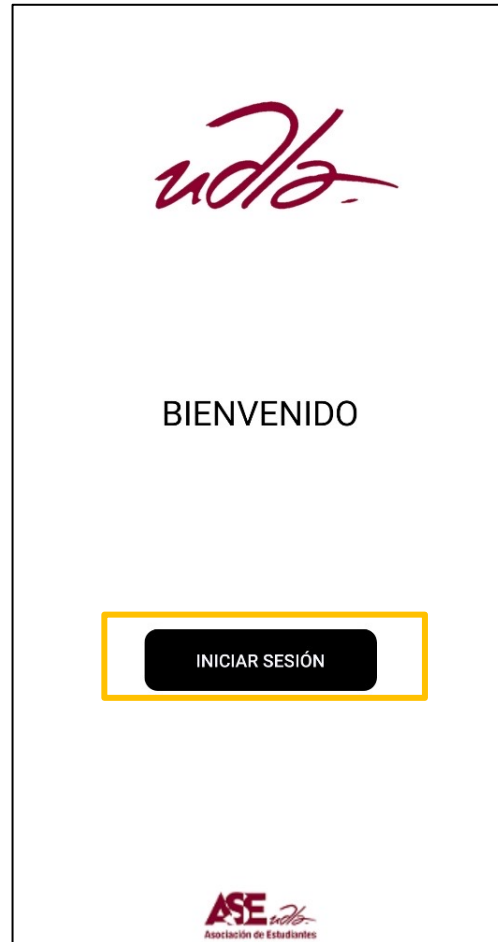 udla.
BIENVENIDO
INICIAR SESIÓN
ASE udla
Asociación de Estudiantes